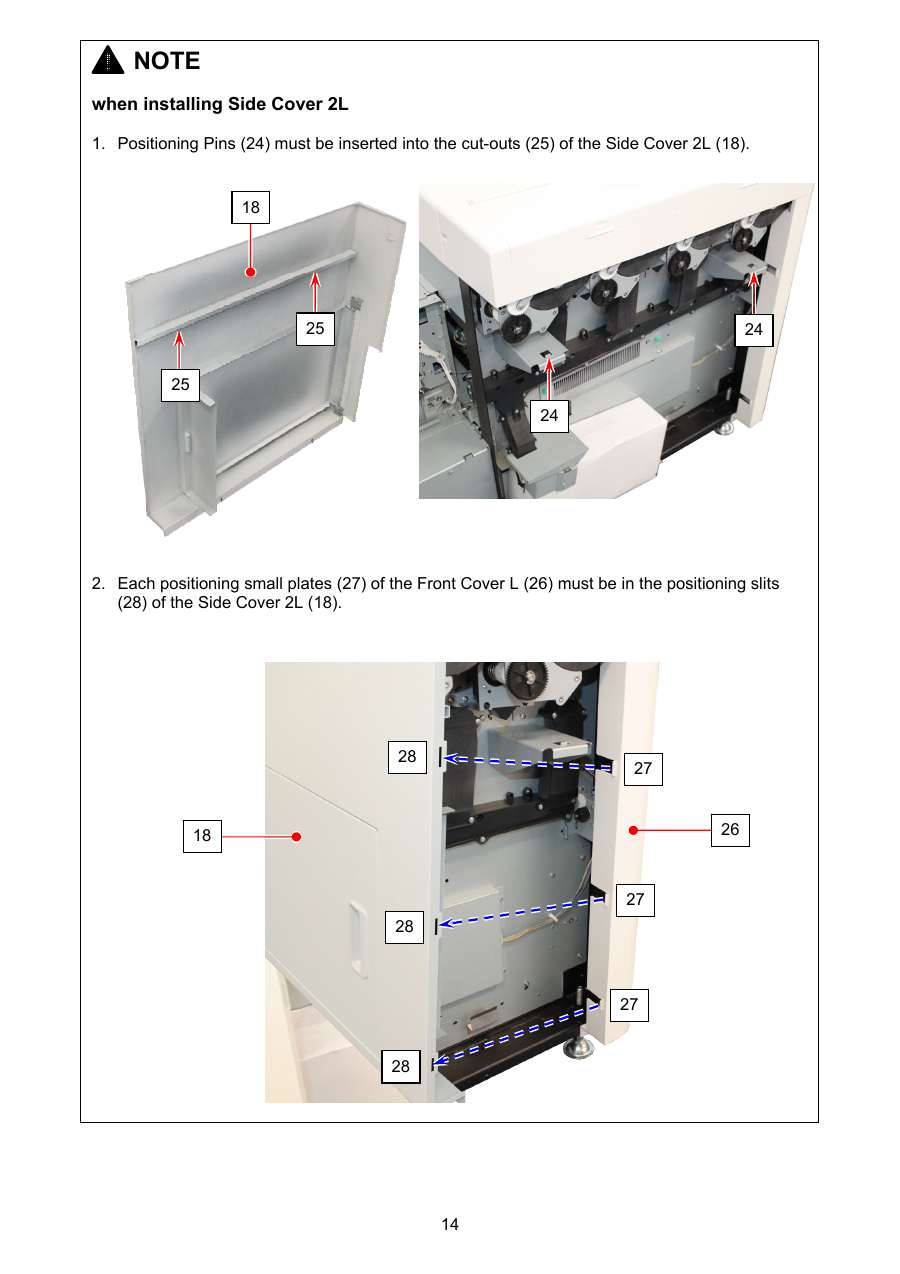 NOTE
when installing Side Cover 2L
1. Positioning Pins (24) must be inserted into the cut-outs (25) of the Side Cover 2L (18).
18
25
25
24
24
2. Each positioning small plates (27) of the Front Cover L (26) must be in the positioning slits
(28) of the Side Cover 2L (18).
28
27
18
26
27
28
27
28
14